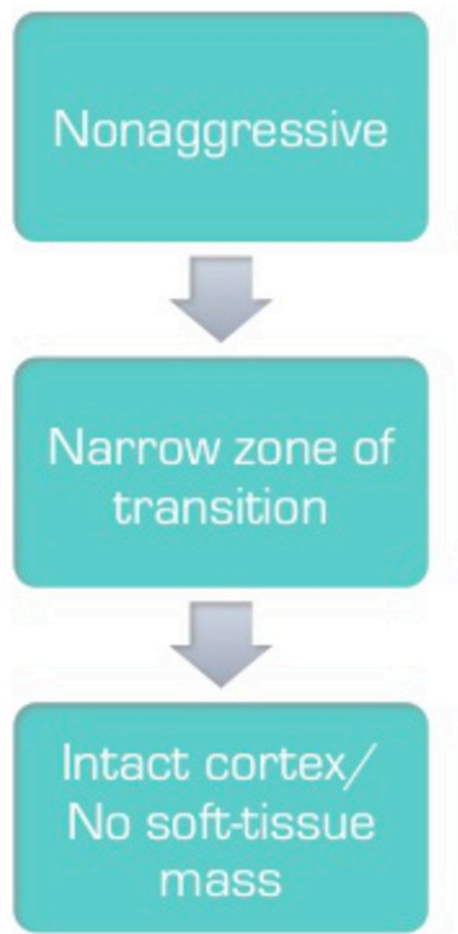 Nonaggressive
Narrow zone of
transition
Intact cortex/
No soft-tissue
mass